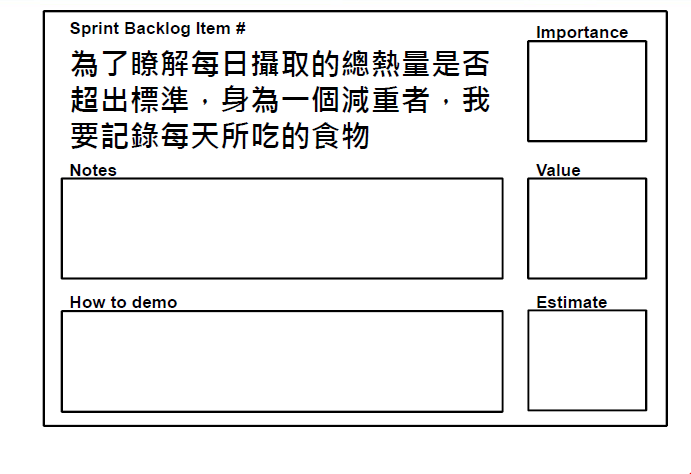 Sprint Backlog Item #
為了瞭解每日攝取的總熱量是否
超出標準，身為一個減重者，我
要記錄每天所吃的食物
Importance
Notes
Value
How to demo
Estimate